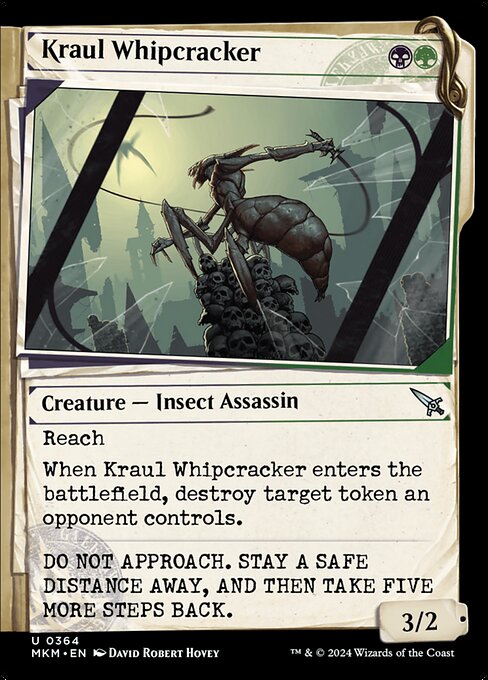 Kraul Whipcracker
Creature — Insect Assassin
Reach
When Kraul Whipcracker enters the
battlefield, destroy target token an
opponent controls.
DO NOT APPROACH. STAY A SAFE
DISTANCE AWAY, AND THEN TAKE FIVE
MORE STEPS BACK.
3/2
U 0364
MKM • EN David Robert Hovey
™ & © 2024 Wizards of the Coast